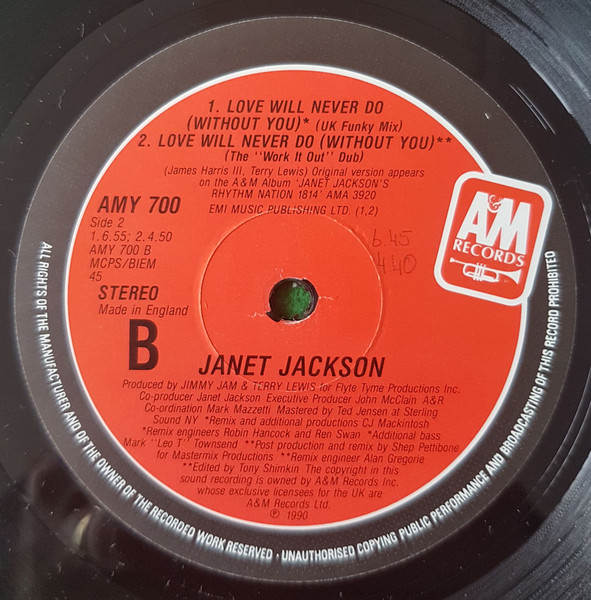 1. LOVE WILL NEVER DO
(WITHOUT YOU)* (UK Funky Mix)
2. LOVE WILL NEVER DO (WITHOUT YOU)**
(The "Work It Out" Dub)
(James Harris III, Terry Lewis) Original version appears
on the A&M Album 'JANET JACKSON'S
RHYTHM NATION 1814' AMA 3920
EMI MUSIC PUBLISHING LTD. (1,2)
AMY 700
Side 2
1. 6.55; 2. 4.50
AMY 700 B
MCPS/BIEM
45
STEREO
Made in England
6.45
4.40
A&M
RECORDS
B
JANET JACKSON
Produced by JIMMY JAM & TERRY LEWIS for Flyte Tyme Productions Inc.
Co-producer Janet Jackson Executive Producer John McClain A&R
Co-ordination Mark Mazzetti Mastered by Ted Jensen at Sterling
Sound NY *Remix and additional productions CJ Mackintosh
*Remix engineers Robin Hancock and Ren Swan *Additional bass
Mark "Leo T" Townsend **Post production and remix by Shep Pettibone
for Mastermix Productions **Remix engineer Alan Gregorie
**Edited by Tony Shimkin The copyright in this
sound recording is owned by A&M Records Inc.
whose exclusive licensees for the UK are
A&M Records Ltd.
℗ 1990
ALL RIGHTS OF THE MANUFACTURER AND OF THE OWNER OF THE RECORDED WORK RESERVED · UNAUTHORISED COPYING PUBLIC PERFORMANCE AND BROADCASTING OF THIS RECORD PROHIBITED